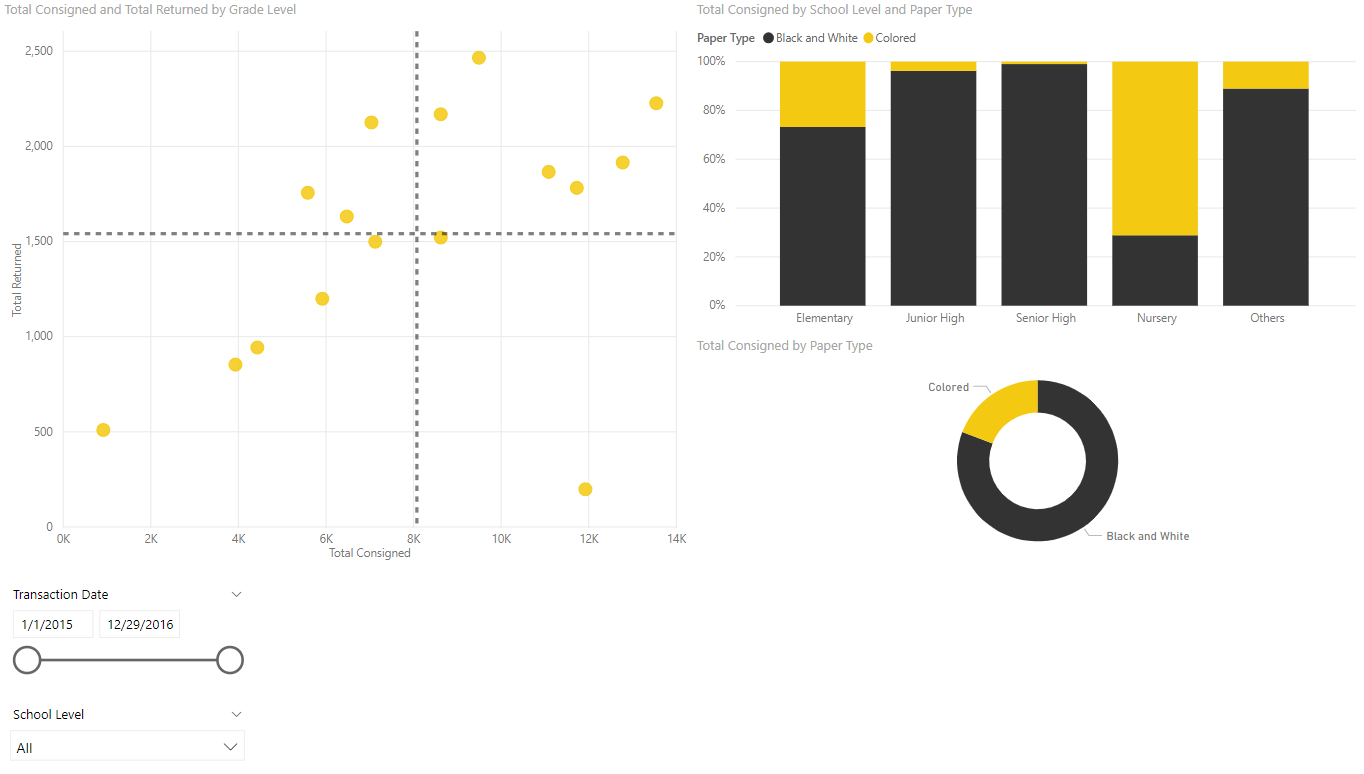 Total Consigned and Total Returned by Grade Level
2,500
2,000
1,500
1,000
500
0
Total Returned
0K 2K 4K 6K 8K 10K 12K 14K
Total Consigned
Transaction Date
1/1/2015 12/29/2016
School Level
All
Total Consigned by School Level and Paper Type
Paper Type Black and White Colored
100%
80%
60%
40%
20%
0%
Elementary Junior High Senior High Nursery Others
Total Consigned by Paper Type
Colored
Black and White